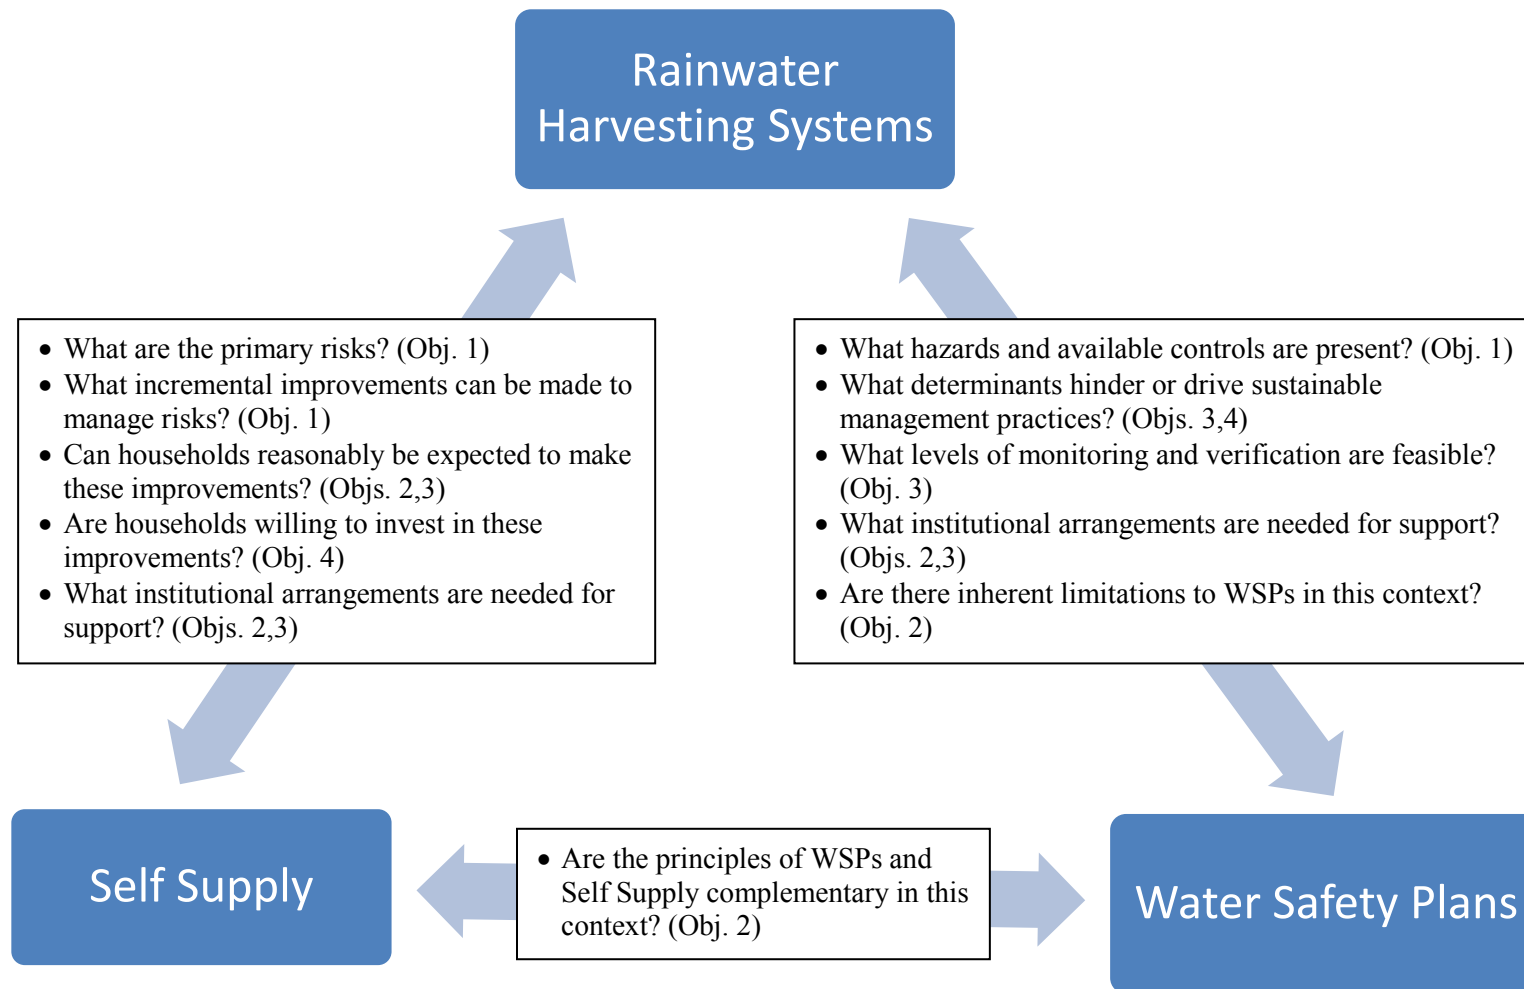 Rainwater
Harvesting Systems
• What are the primary risks? (Obj. 1)
• What incremental improvements can be made to
manage risks? (Obj. 1)
• Can households reasonably be expected to make
these improvements? (Objs. 2,3)
• Are households willing to invest in these
improvements? (Obj. 4)
• What institutional arrangements are needed for
support? (Objs. 2,3)
• What hazards and available controls are present? (Obj. 1)
• What determinants hinder or drive sustainable
management practices? (Objs. 3,4)
• What levels of monitoring and verification are feasible?
(Obj. 3)
• What institutional arrangements are needed for support?
(Objs. 2,3)
• Are there inherent limitations to WSPs in this context?
(Obj. 2)
Self Supply
• Are the principles of WSPs and
Self Supply complementary in this
context? (Obj. 2)
Water Safety Plans